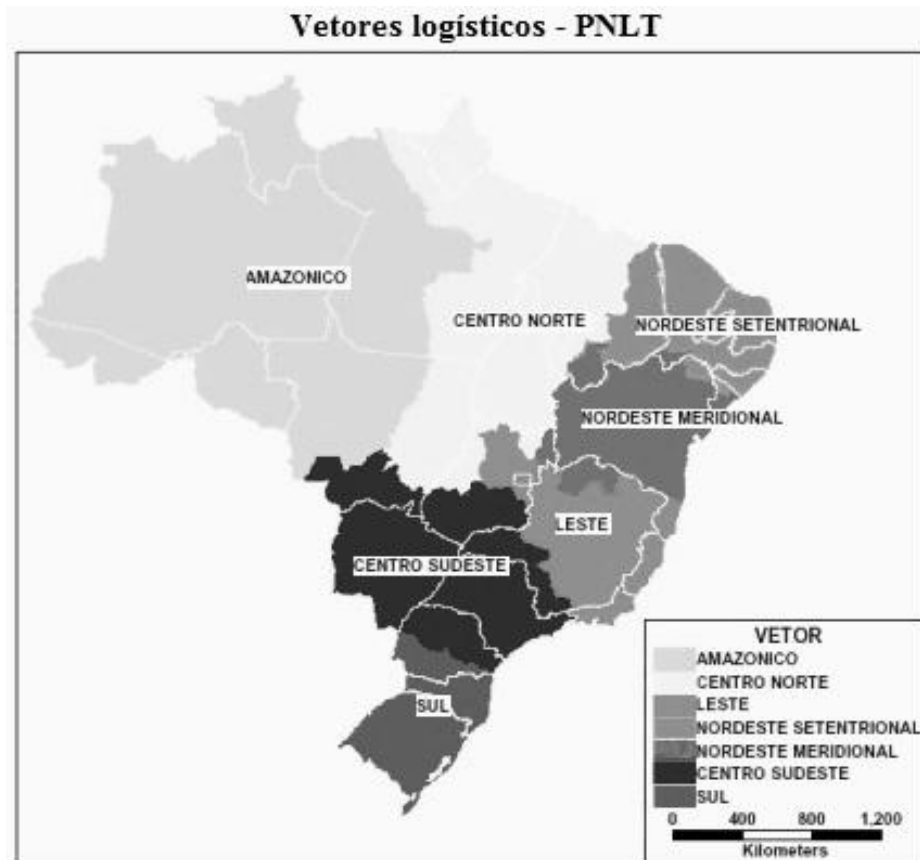 Vetores logísticos - PNLT
AMAZONICO
CENTRO NORTE
NORDESTE SETENTRIONAL
NORDESTE MERIDIONAL
LESTE
CENTRO SUDESTE
SUL
VETOR
AMAZONICO
CENTRO NORTE
LESTE
NORDESTE SETENTRIONAL
NORDESTE MERIDIONAL
CENTRO SUDESTE
SUL
0 400 800 1,200
Kilometers